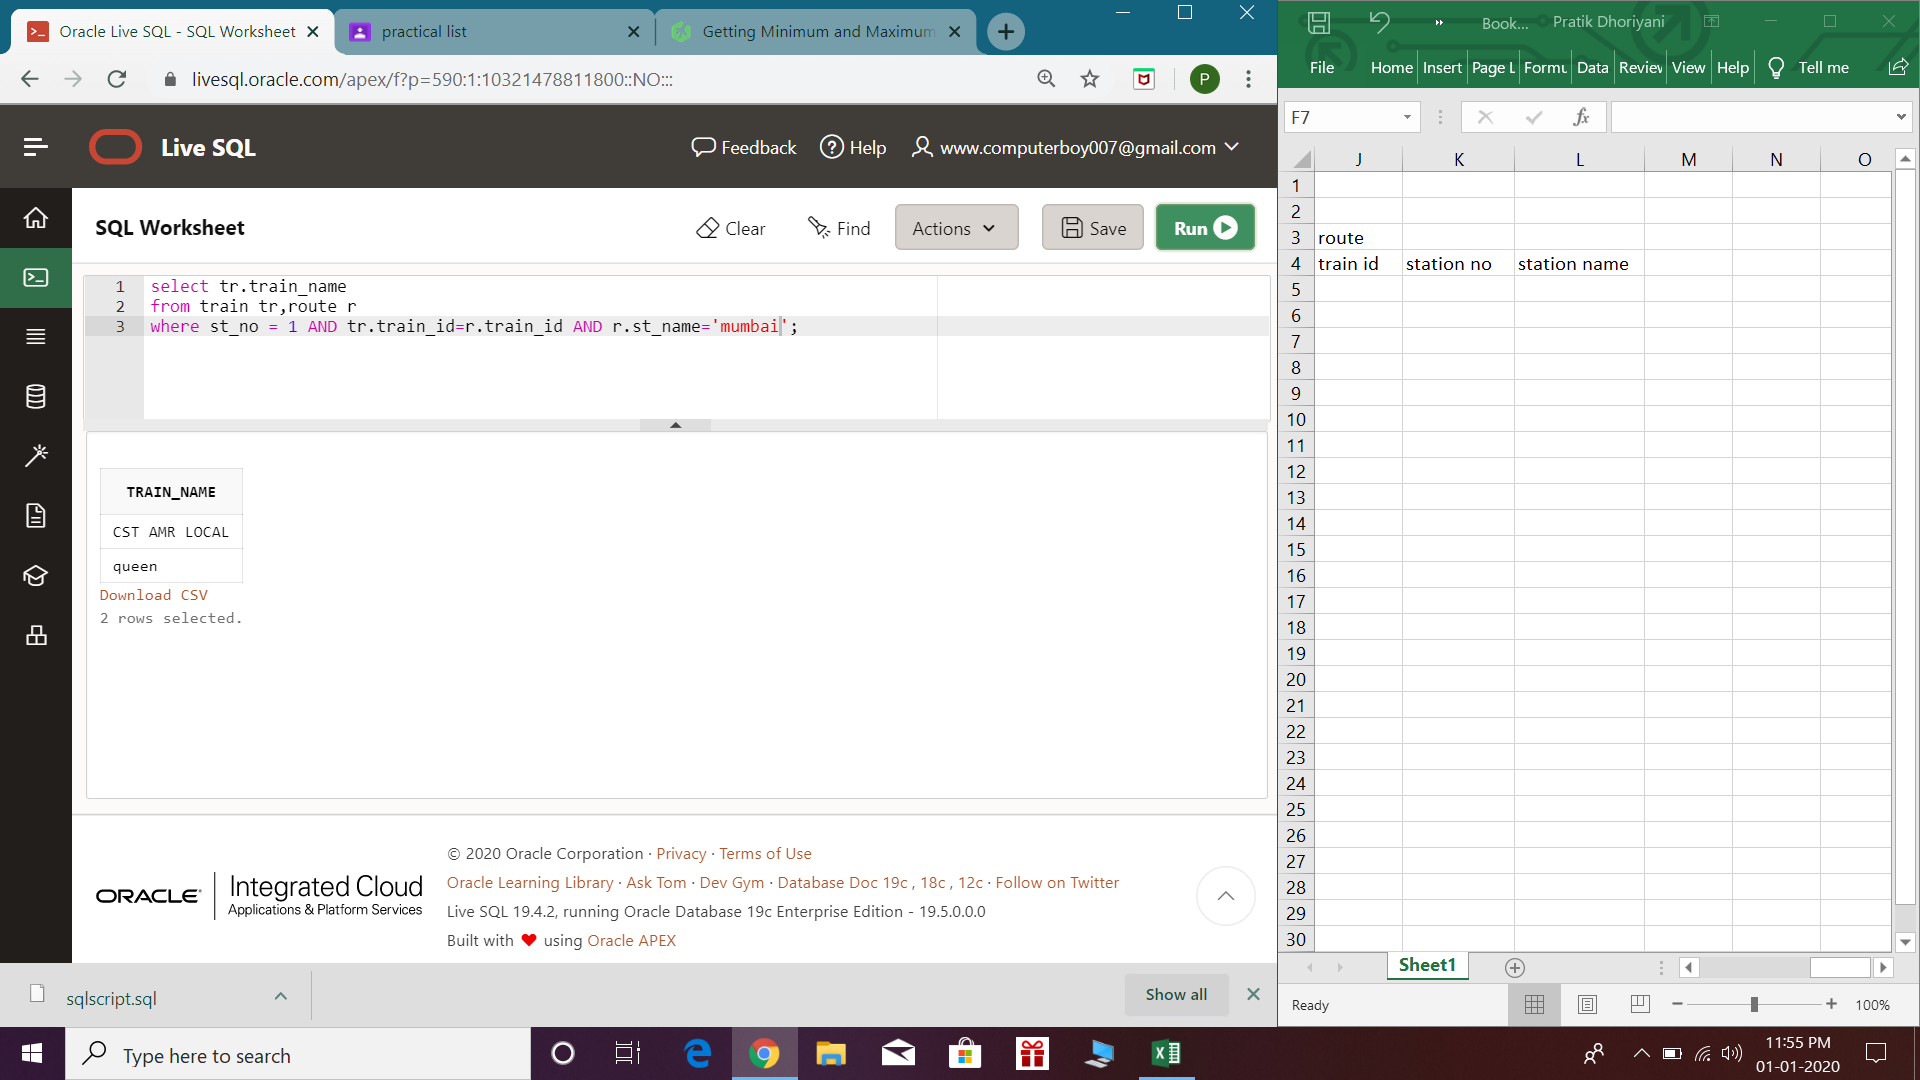 Oracle Live SQL - SQL Worksheet
practical list
Getting Minimum and Maximum
livesql.oracle.com/apex/f?p=590:1:10321478811800::NO:::
P
Live SQL
Feedback
Help
www.computerboy007@gmail.com
SQL Worksheet
Clear
Find
Actions
Save
Run
1 select tr.train_name
2 from train tr,route r
3 where st_no = 1 AND tr.train_id=r.train_id AND r.st_name='mumbai';
TRAIN_NAME
CST AMR LOCAL
queen
Download CSV
2 rows selected.
ORACLE
Integrated Cloud
Applications & Platform Services
© 2020 Oracle Corporation · Privacy · Terms of Use
Oracle Learning Library · Ask Tom · Dev Gym · Database Doc 19c , 18c , 12c · Follow on Twitter
Live SQL 19.4.2, running Oracle Database 19c Enterprise Edition - 19.5.0.0.0
Built with ❤ using Oracle APEX
sqlscript.sql
Show all
Book...
Pratik Dhoriyani
File Home Insert Page L Formu Data Review View Help Tell me
F7
fx
J K L M N O
1
2
3 route
4 train id station no station name
5
6
7
8
9
10
11
12
13
14
15
16
17
18
19
20
21
22
23
24
25
26
27
28
29
30
Sheet1
Ready
100%
Type here to search
11:55 PM
01-01-2020